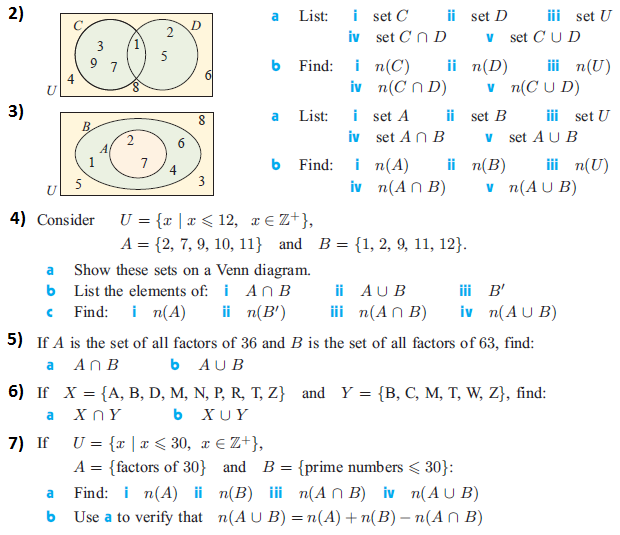 2)
C D
3 1 2
9 7 5
4 8 6
U
a List: i set C ii set D iii set U
iv set C ∩ D v set C ∪ D
b Find: i n(C) ii n(D) iii n(U)
iv n(C ∩ D) v n(C ∪ D)
3)
B 8
A 2 6
1 7 4
U 5 3
a List: i set A ii set B iii set U
iv set A ∩ B v set A ∪ B
b Find: i n(A) ii n(B) iii n(U)
iv n(A ∩ B) v n(A ∪ B)
4) Consider U = {x | x ⩽ 12, x ∈ ℤ⁺},
A = {2, 7, 9, 10, 11} and B = {1, 2, 9, 11, 12}.
a Show these sets on a Venn diagram.
b List the elements of: i A ∩ B ii A ∪ B iii B′
c Find: i n(A) ii n(B′) iii n(A ∩ B) iv n(A ∪ B)
5) If A is the set of all factors of 36 and B is the set of all factors of 63, find:
a A ∩ B b A ∪ B
6) If X = {A, B, D, M, N, P, R, T, Z} and Y = {B, C, M, T, W, Z}, find:
a X ∩ Y b X ∪ Y
7) If U = {x | x ⩽ 30, x ∈ ℤ⁺},
A = {factors of 30} and B = {prime numbers ⩽ 30}:
a Find: i n(A) ii n(B) iii n(A ∩ B) iv n(A ∪ B)
b Use a to verify that n(A ∪ B) = n(A) + n(B) − n(A ∩ B)